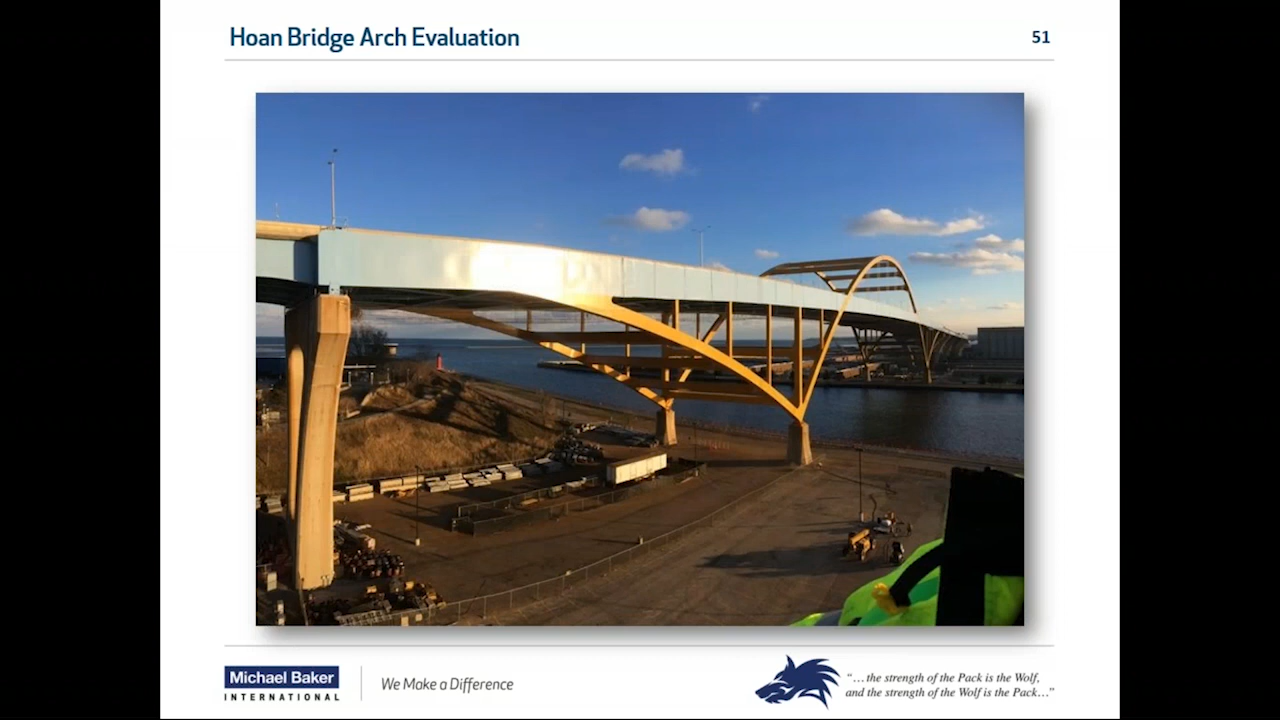 Hoan Bridge Arch Evaluation
51
Michael Baker
INTERNATIONAL
We Make a Difference
“…the strength of the Pack is the Wolf,
and the strength of the Wolf is the Pack…”